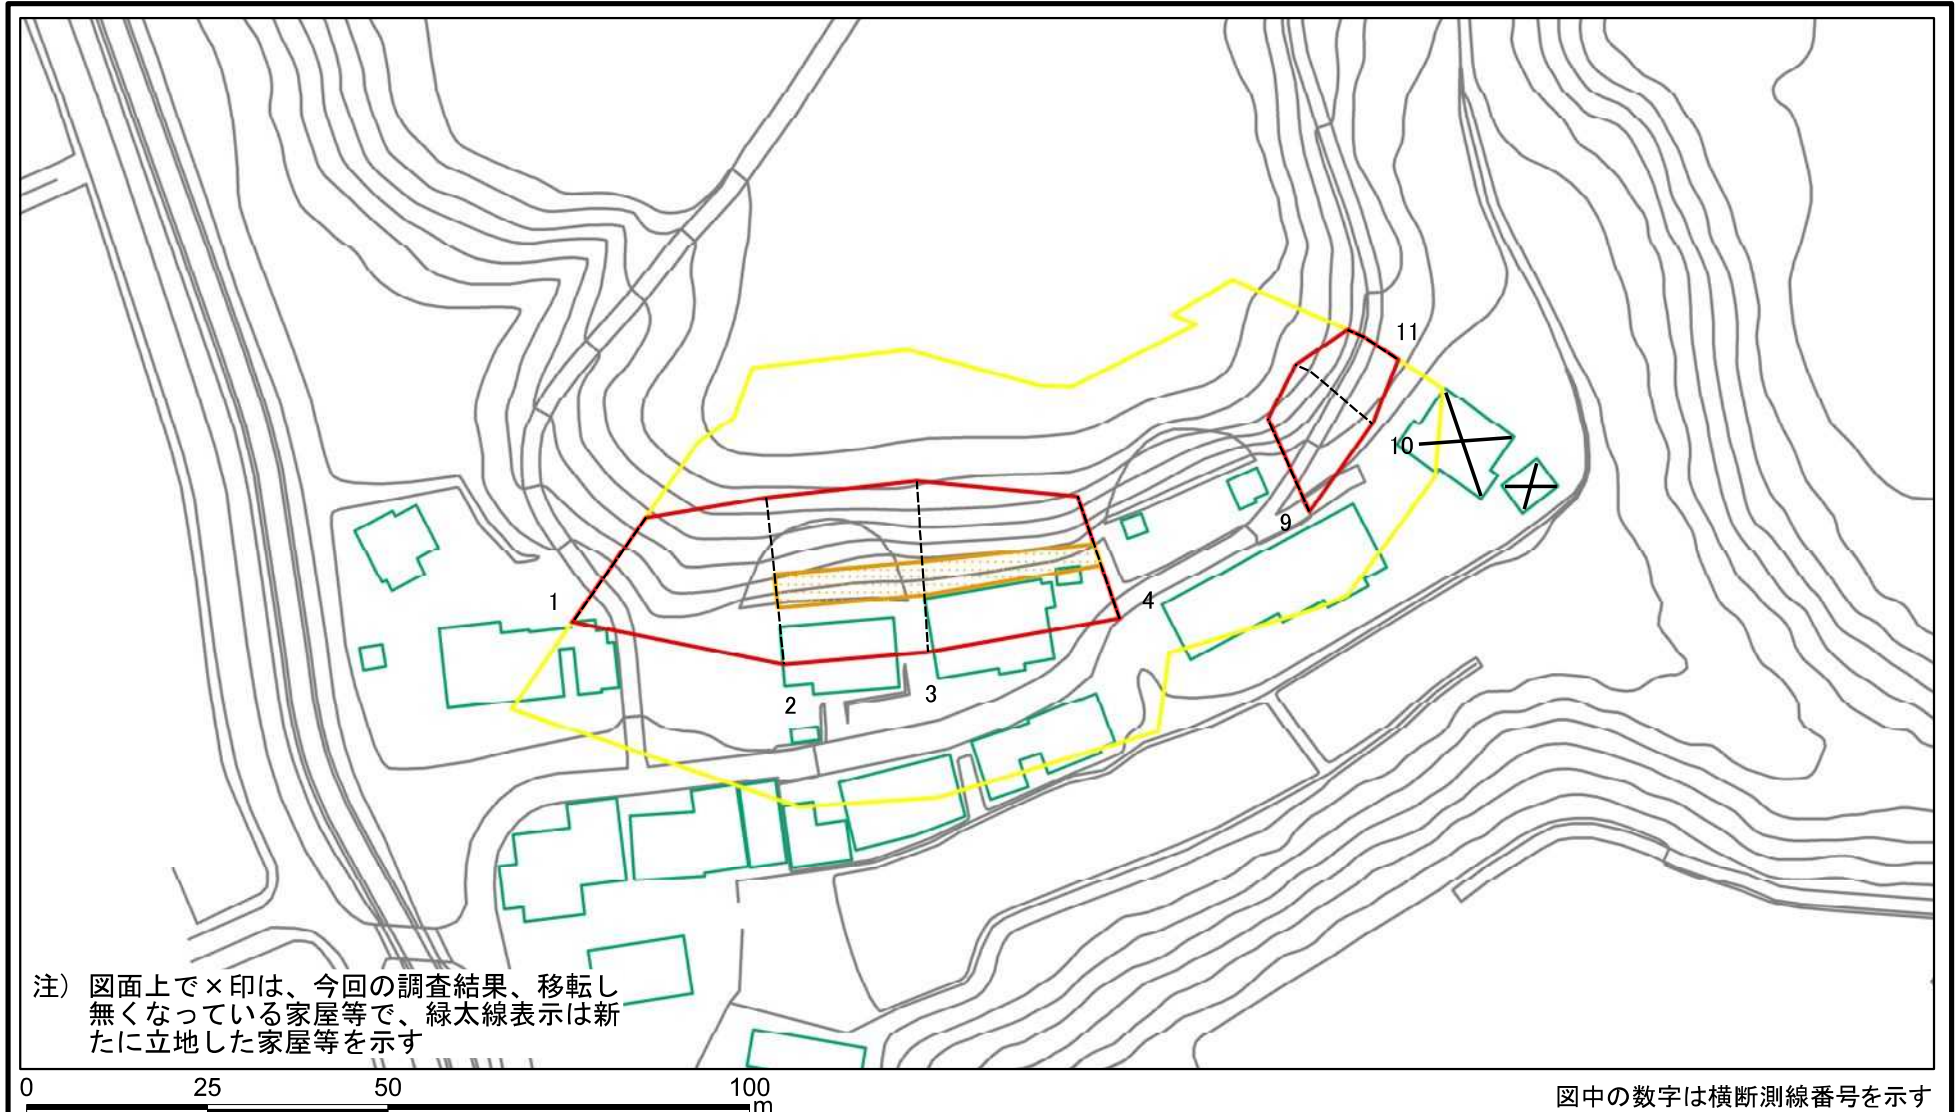 11
10
9
1
4
2
3
注）図面上で×印は、今回の調査結果、移転し
無くなっている家屋等で、緑太線表示は新
たに立地した家屋等を示す
0 25 50 100
m
図中の数字は横断測線番号を示す